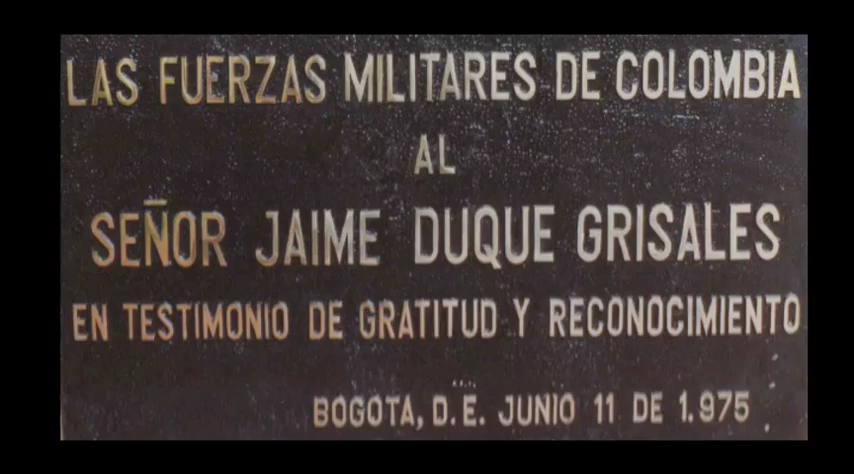 LAS FUERZAS MILITARES DE COLOMBIA
AL
SEÑOR JAIME DUQUE GRISALES
EN TESTIMONIO DE GRATITUD Y RECONOCIMIENTO
BOGOTA, D.E. JUNIO 11 DE 1.975